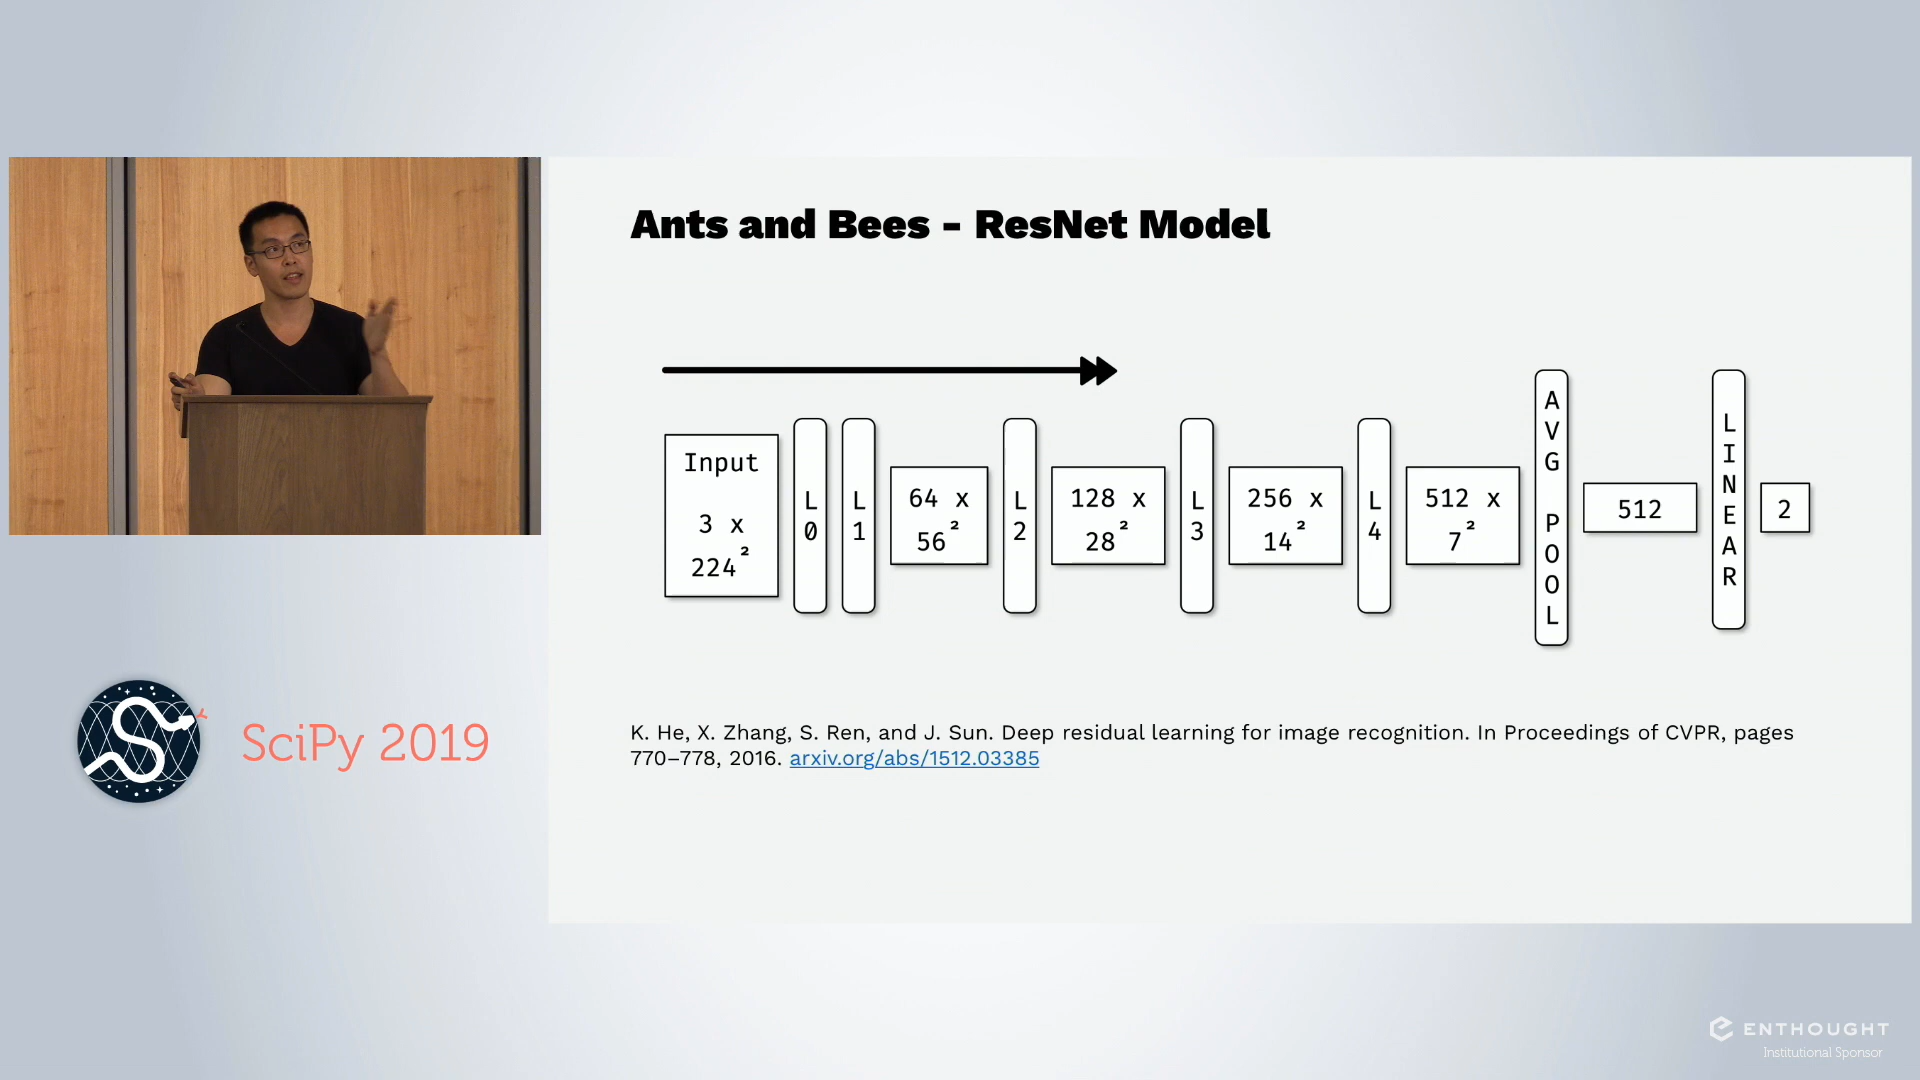 Ants and Bees - ResNet Model
Input
3 x
224²
L
0
L
1
64 x
56²
L
2
128 x
28²
L
3
256 x
14²
L
4
512 x
7²
A
V
G
P
O
O
L
512
L
I
N
E
A
R
2
K. He, X. Zhang, S. Ren, and J. Sun. Deep residual learning for image recognition. In Proceedings of CVPR, pages
770–778, 2016. arxiv.org/abs/1512.03385
SciPy 2019
ENTHOUGHT
Institutional Sponsor